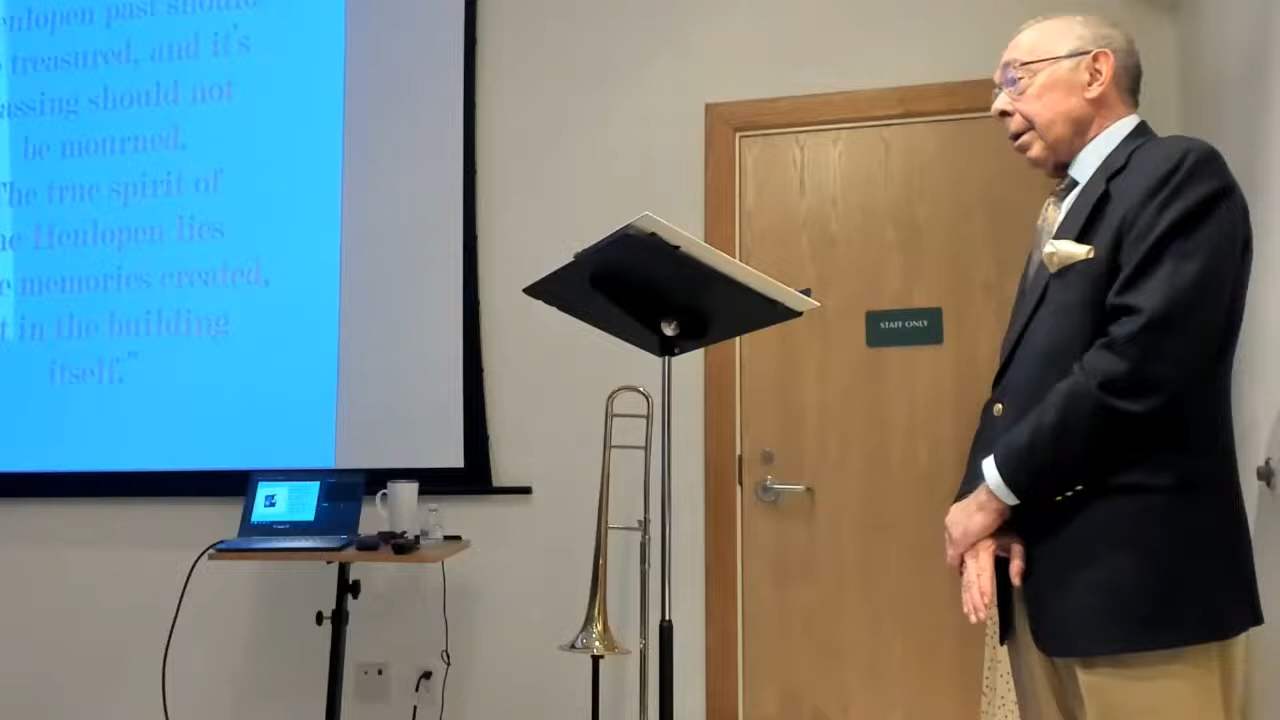 enlopen past should
treasured, and it's
assing should not
be mourned.
The true spirit of
he Henlopen lies
e memories created,
t in the building
itself."
STAFF ONLY